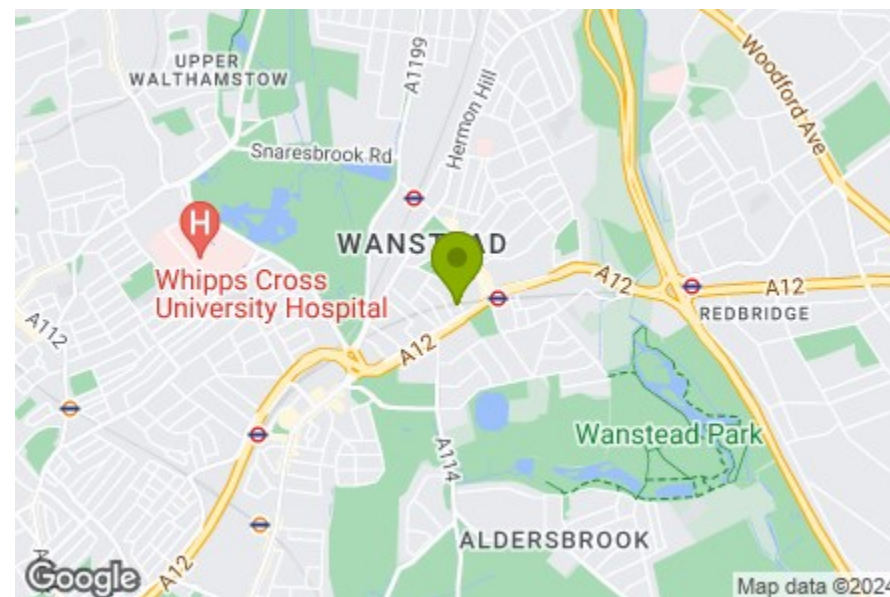 UPPER
WALTHAMSTOW
A1199
Hermon Hill
Woodford Ave
Snaresbrook Rd
H
WANSTEAD
Whipps Cross
University Hospital
A12
A12
REDBRIDGE
A112
A12
Wanstead Park
A114
ALDERSBROOK
A12
Google
Map data ©2024